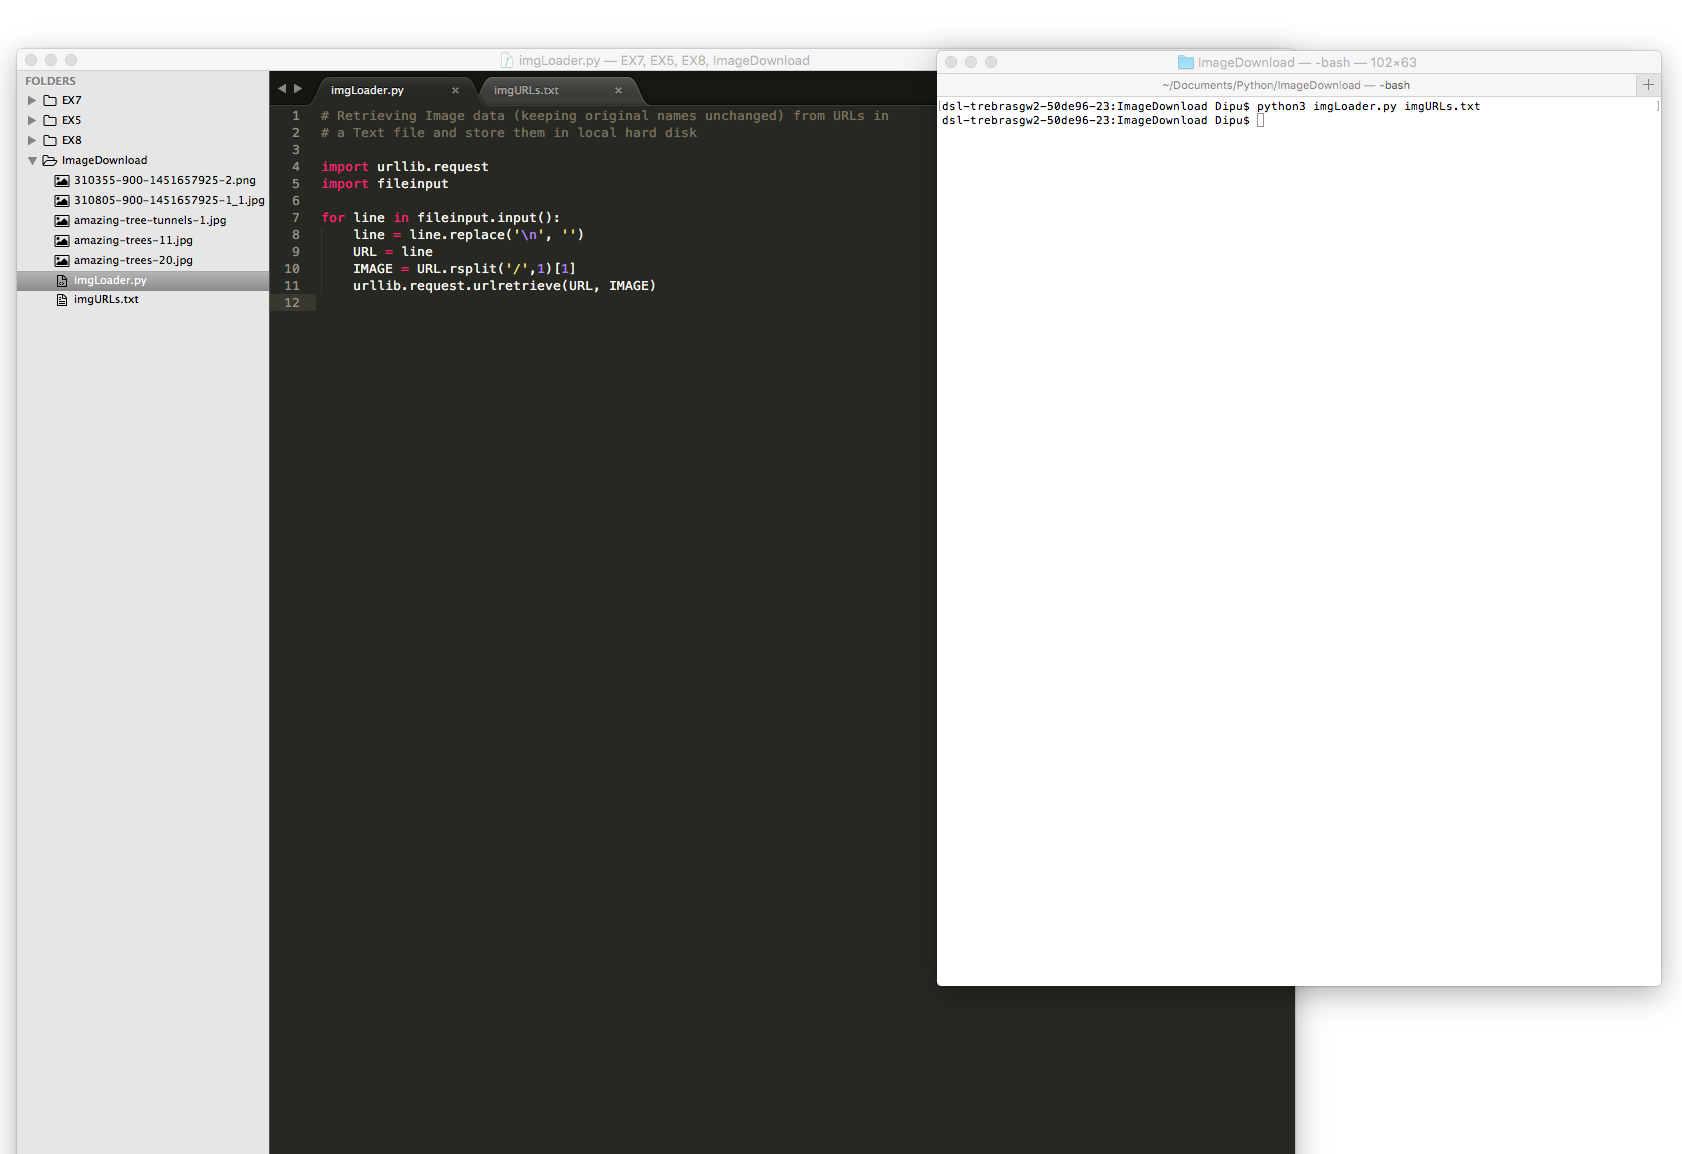 imgLoader.py — EX7, EX5, EX8, ImageDownload
FOLDERS
EX7
EX5
EX8
ImageDownload
310355-900-1451657925-2.png
310805-900-1451657925-1_1.jpg
amazing-tree-tunnels-1.jpg
amazing-trees-11.jpg
amazing-trees-20.jpg
imgLoader.py
imgURLs.txt
imgLoader.py ×
imgURLs.txt ×
1 # Retrieving Image data (keeping original names unchanged) from URLs in
2 # a Text file and store them in local hard disk
3
4 import urllib.request
5 import fileinput
6
7 for line in fileinput.input():
8 line = line.replace('\n', '')
9 URL = line
10 IMAGE = URL.rsplit('/',1)[1]
11 urllib.request.urlretrieve(URL, IMAGE)
12
ImageDownload — -bash — 102×63
~/Documents/Python/ImageDownload — -bash +
[dsl-trebrasgw2-50de96-23:ImageDownload Dipu$ python3 imgLoader.py imgURLs.txt ]
dsl-trebrasgw2-50de96-23:ImageDownload Dipu$